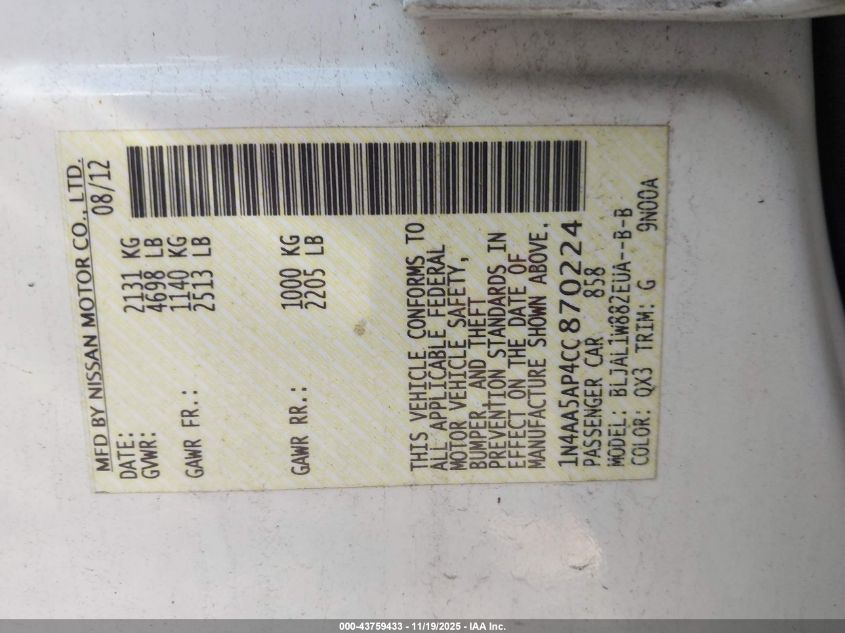 MFD BY NISSAN MOTOR CO., LTD.
DATE: 08/12
GVWR: 2131 KG
4698 LB
GAWR FR.: 1140 KG
2513 LB
GAWR RR.: 1000 KG
2205 LB
THIS VEHICLE CONFORMS TO
ALL APPLICABLE FEDERAL
MOTOR VEHICLE SAFETY,
BUMPER, AND THEFT
PREVENTION STANDARDS IN
EFFECT ON THE DATE OF
MANUFACTURE SHOWN ABOVE.
1N4AA5AP4CC870224
PASSENGER CAR 858
MODEL: BLJAL1W882EUA--B-B
COLOR: QX3 TRIM: G 9N00A
000-43759433 - 11/19/2025 - IAA Inc.